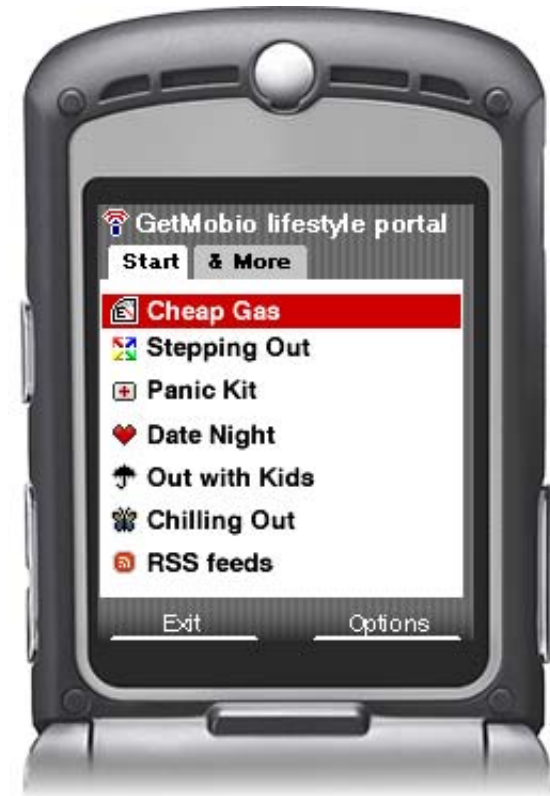 GetMobio lifestyle portal
Start & More
Cheap Gas
Stepping Out
Panic Kit
Date Night
Out with Kids
Chilling Out
RSS feeds
Exit Options